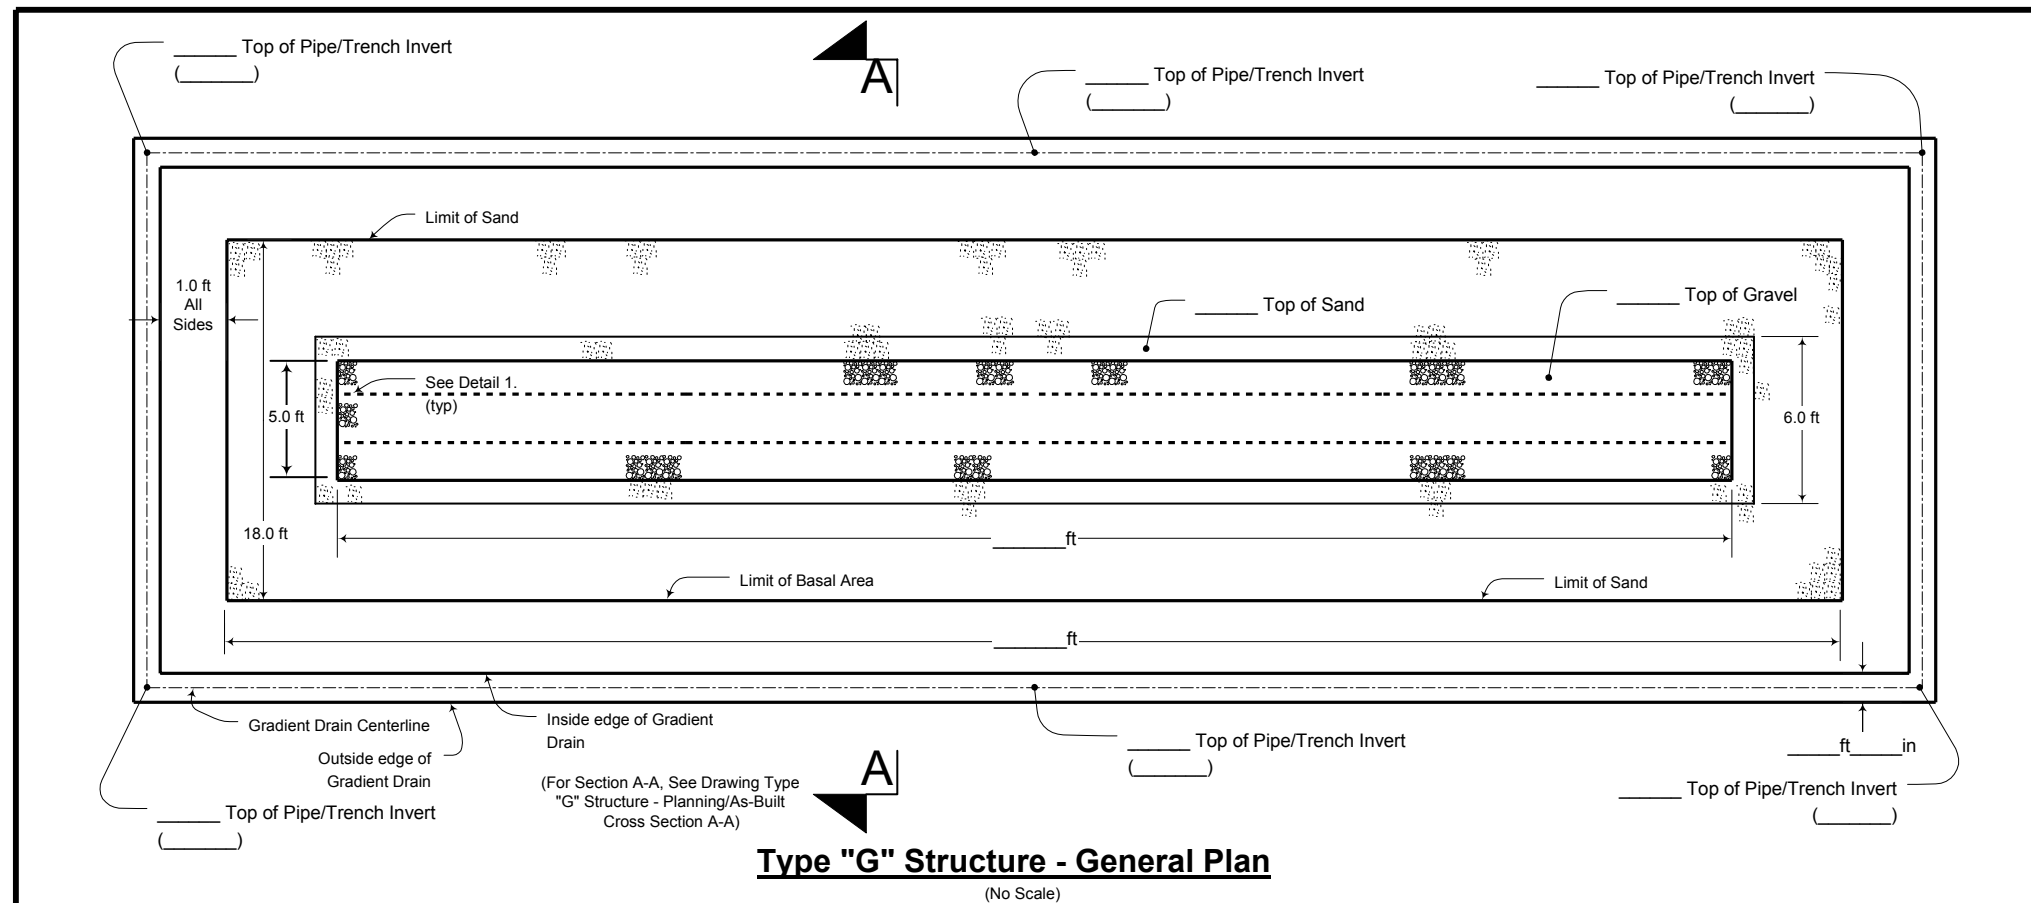 ______ Top of Pipe/Trench Invert
(_______)
A
______ Top of Pipe/Trench Invert
(_______)
______ Top of Pipe/Trench Invert
(_______)
Limit of Sand
1.0 ft
All
Sides
______ Top of Sand
______ Top of Gravel
See Detail 1.
(typ)
5.0 ft
6.0 ft
18.0 ft
_______ft
Limit of Basal Area
Limit of Sand
_______ft
Gradient Drain Centerline
Outside edge of
Gradient Drain
Inside edge of Gradient
Drain
(For Section A-A, See Drawing Type
"G" Structure - Planning/As-Built
Cross Section A-A)
A
______ Top of Pipe/Trench Invert
(_______)
_____ft_____in
______ Top of Pipe/Trench Invert
(_______)
______ Top of Pipe/Trench Invert
(_______)
Type "G" Structure - General Plan
(No Scale)